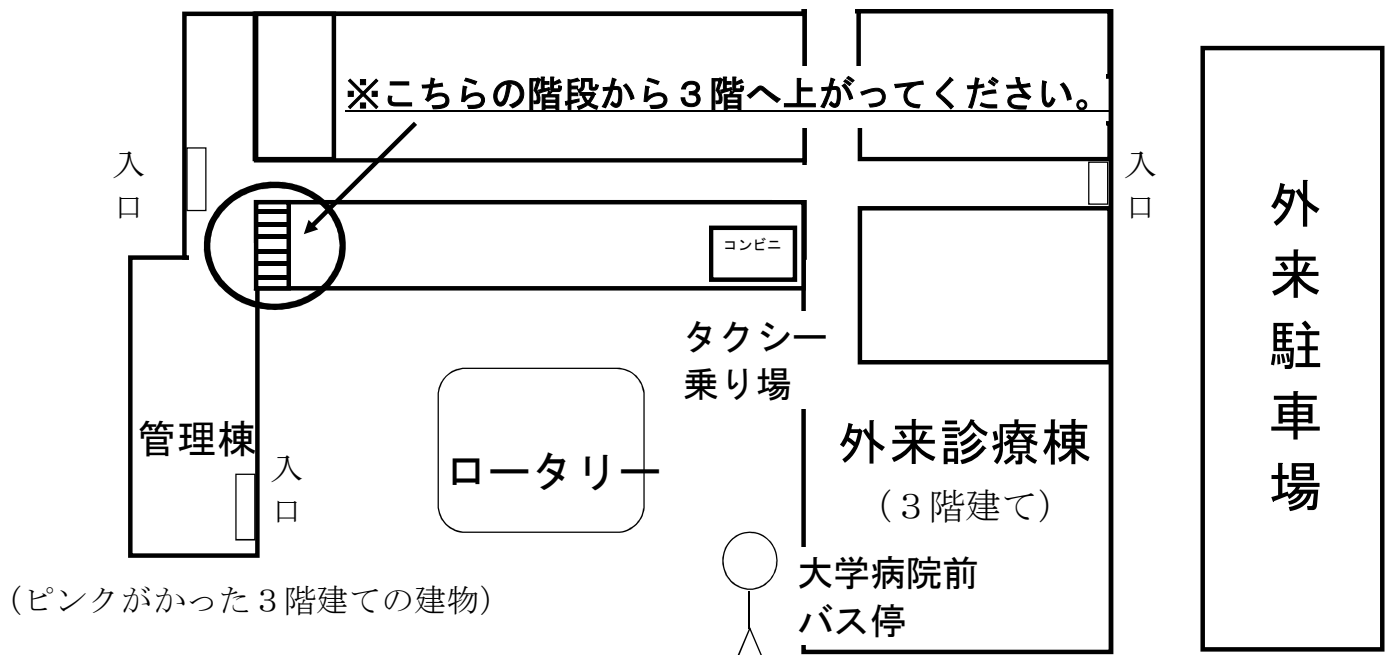 ※こちらの階段から３階へ上がってください。
入
口
入
口
外
来
駐
車
場
コンビニ
タクシー
乗り場
管理棟
入
口
ロータリー
外来診療棟
（３階建て）
大学病院前
バス停
（ピンクがかった３階建ての建物）